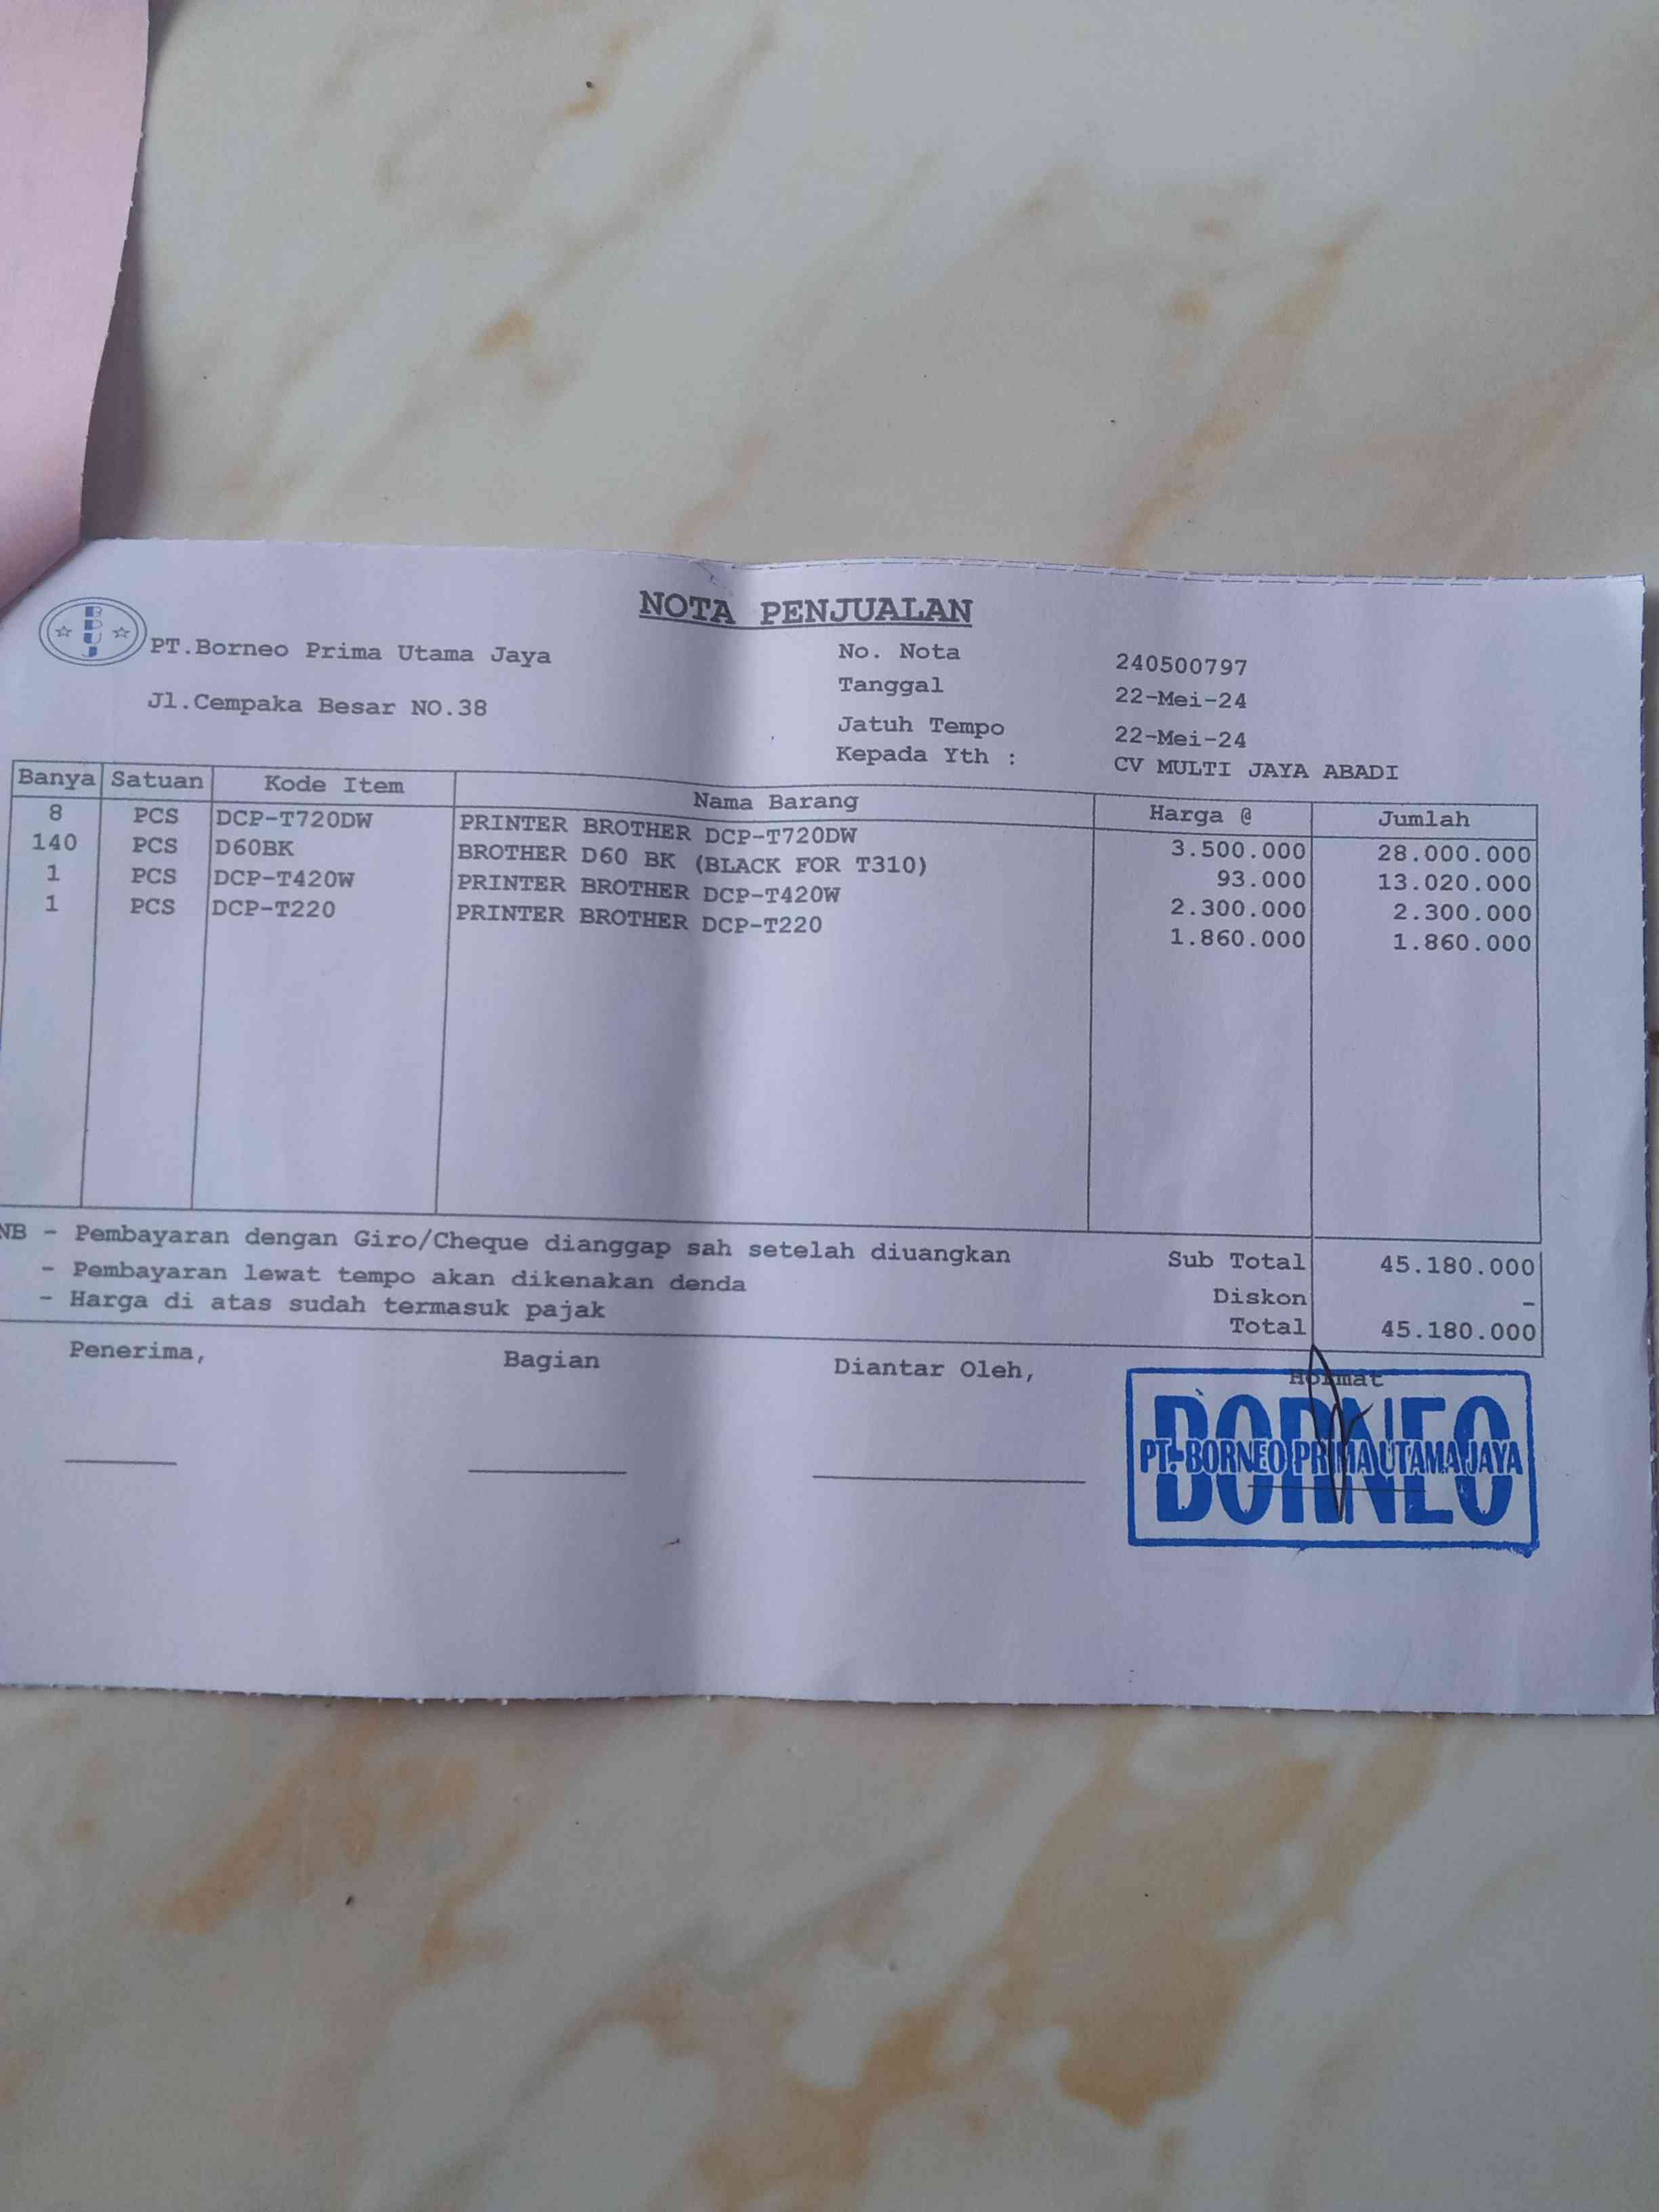 NOTA PENJUALAN
BPUJ
PT.Borneo Prima Utama Jaya
Jl.Cempaka Besar NO.38
No. Nota 240500797
Tanggal 22-Mei-24
Jatuh Tempo 22-Mei-24
Kepada Yth : CV MULTI JAYA ABADI
Banya Satuan Kode Item Nama Barang Harga @ Jumlah
8 PCS DCP-T720DW PRINTER BROTHER DCP-T720DW 3.500.000 28.000.000
140 PCS D60BK BROTHER D60 BK (BLACK FOR T310) 93.000 13.020.000
1 PCS DCP-T420W PRINTER BROTHER DCP-T420W 2.300.000 2.300.000
1 PCS DCP-T220 PRINTER BROTHER DCP-T220 1.860.000 1.860.000
NB - Pembayaran dengan Giro/Cheque dianggap sah setelah diuangkan
- Pembayaran lewat tempo akan dikenakan denda
- Harga di atas sudah termasuk pajak
Sub Total 45.180.000
Diskon -
Total 45.180.000
Penerima, Bagian Diantar Oleh, Hormat
BORNEO
PT. BORNEO PRIMA UTAMA JAYA